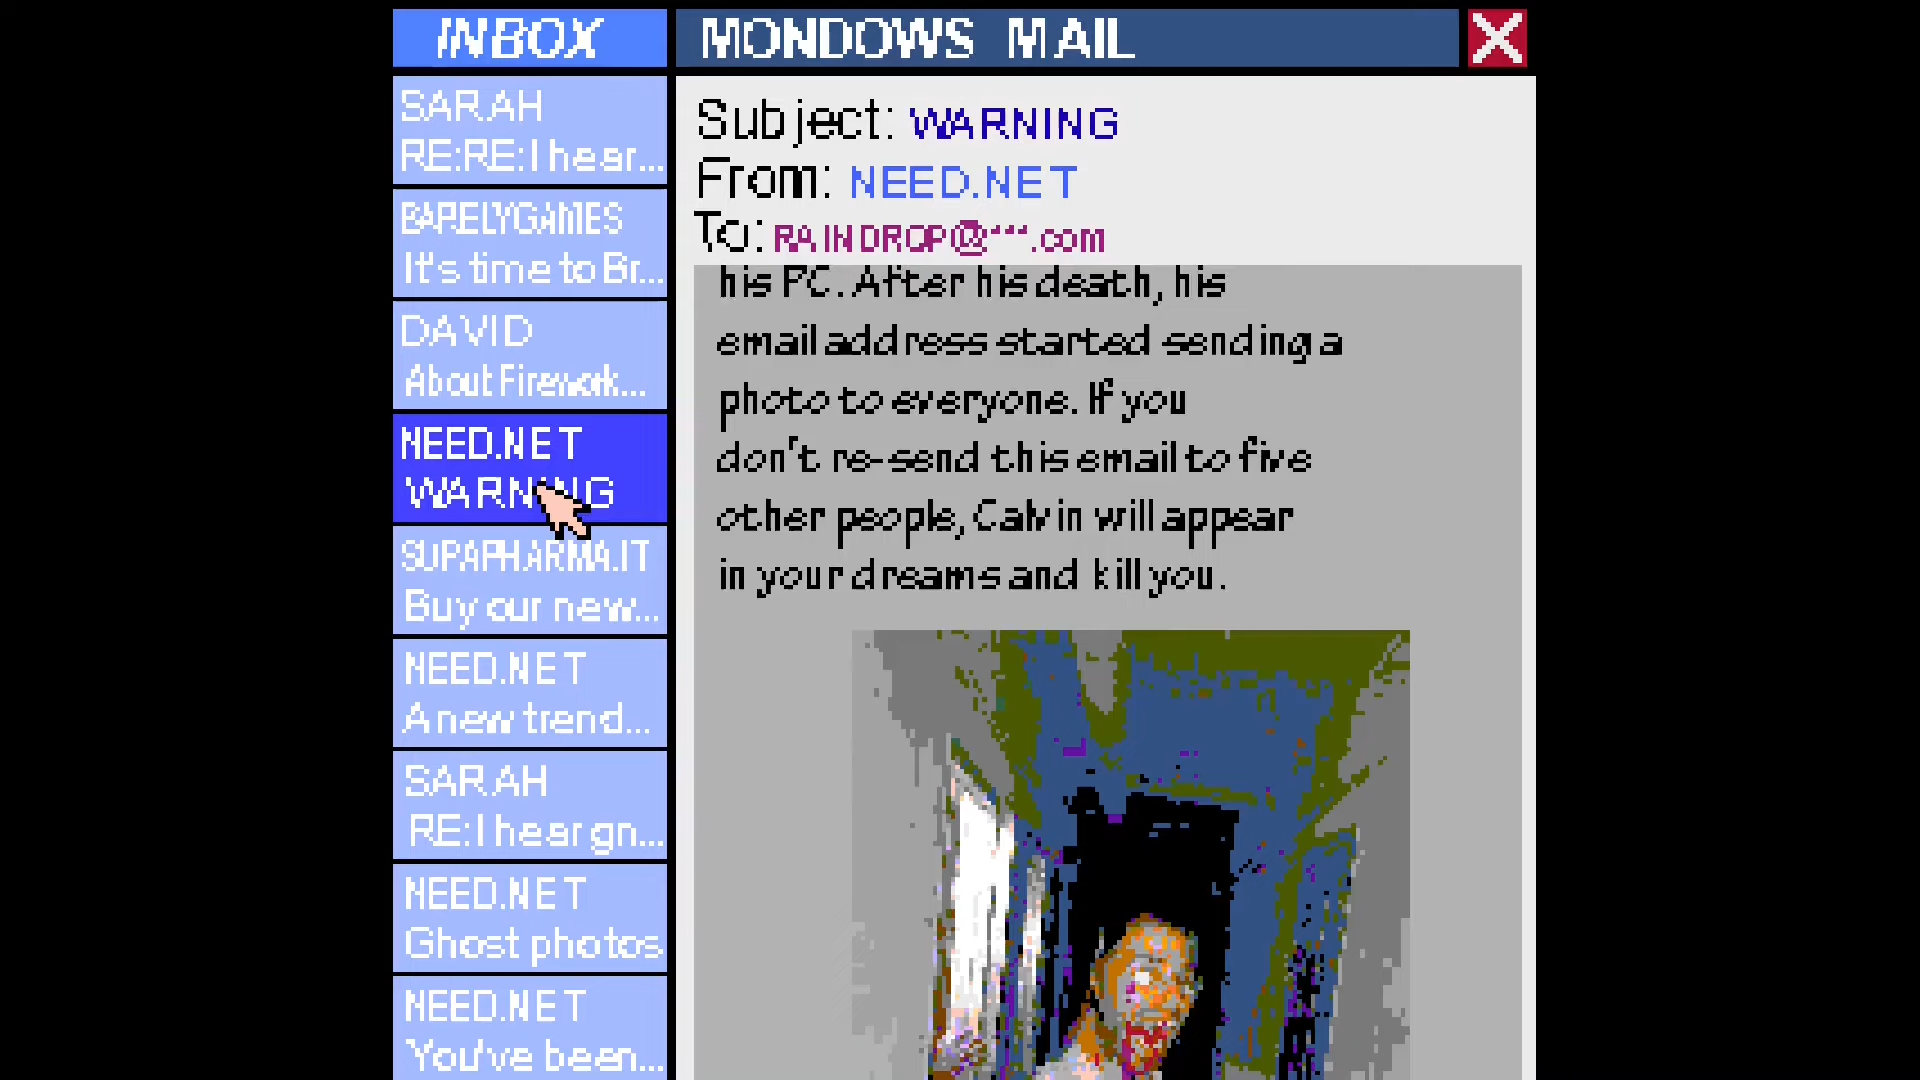 INBOX
MONDOWS MAIL
SARAH
RE:RE:I hear...
BARELYGAMES
It's time to Br...
DAVID
About Firework...
NEED.NET
WARNING
SUPAPHARMA.IT
Buy our new...
NEED.NET
A new trend...
SARAH
RE:I hear gn...
NEED.NET
Ghost photos
NEED.NET
You've been...
Subject: WARNING
From: NEED.NET
To: RAINDROP@***.com
his PC. After his death, his
email address started sending a
photo to everyone. If you
don't re-send this email to five
other people, Calvin will appear
in your dreams and kill you.